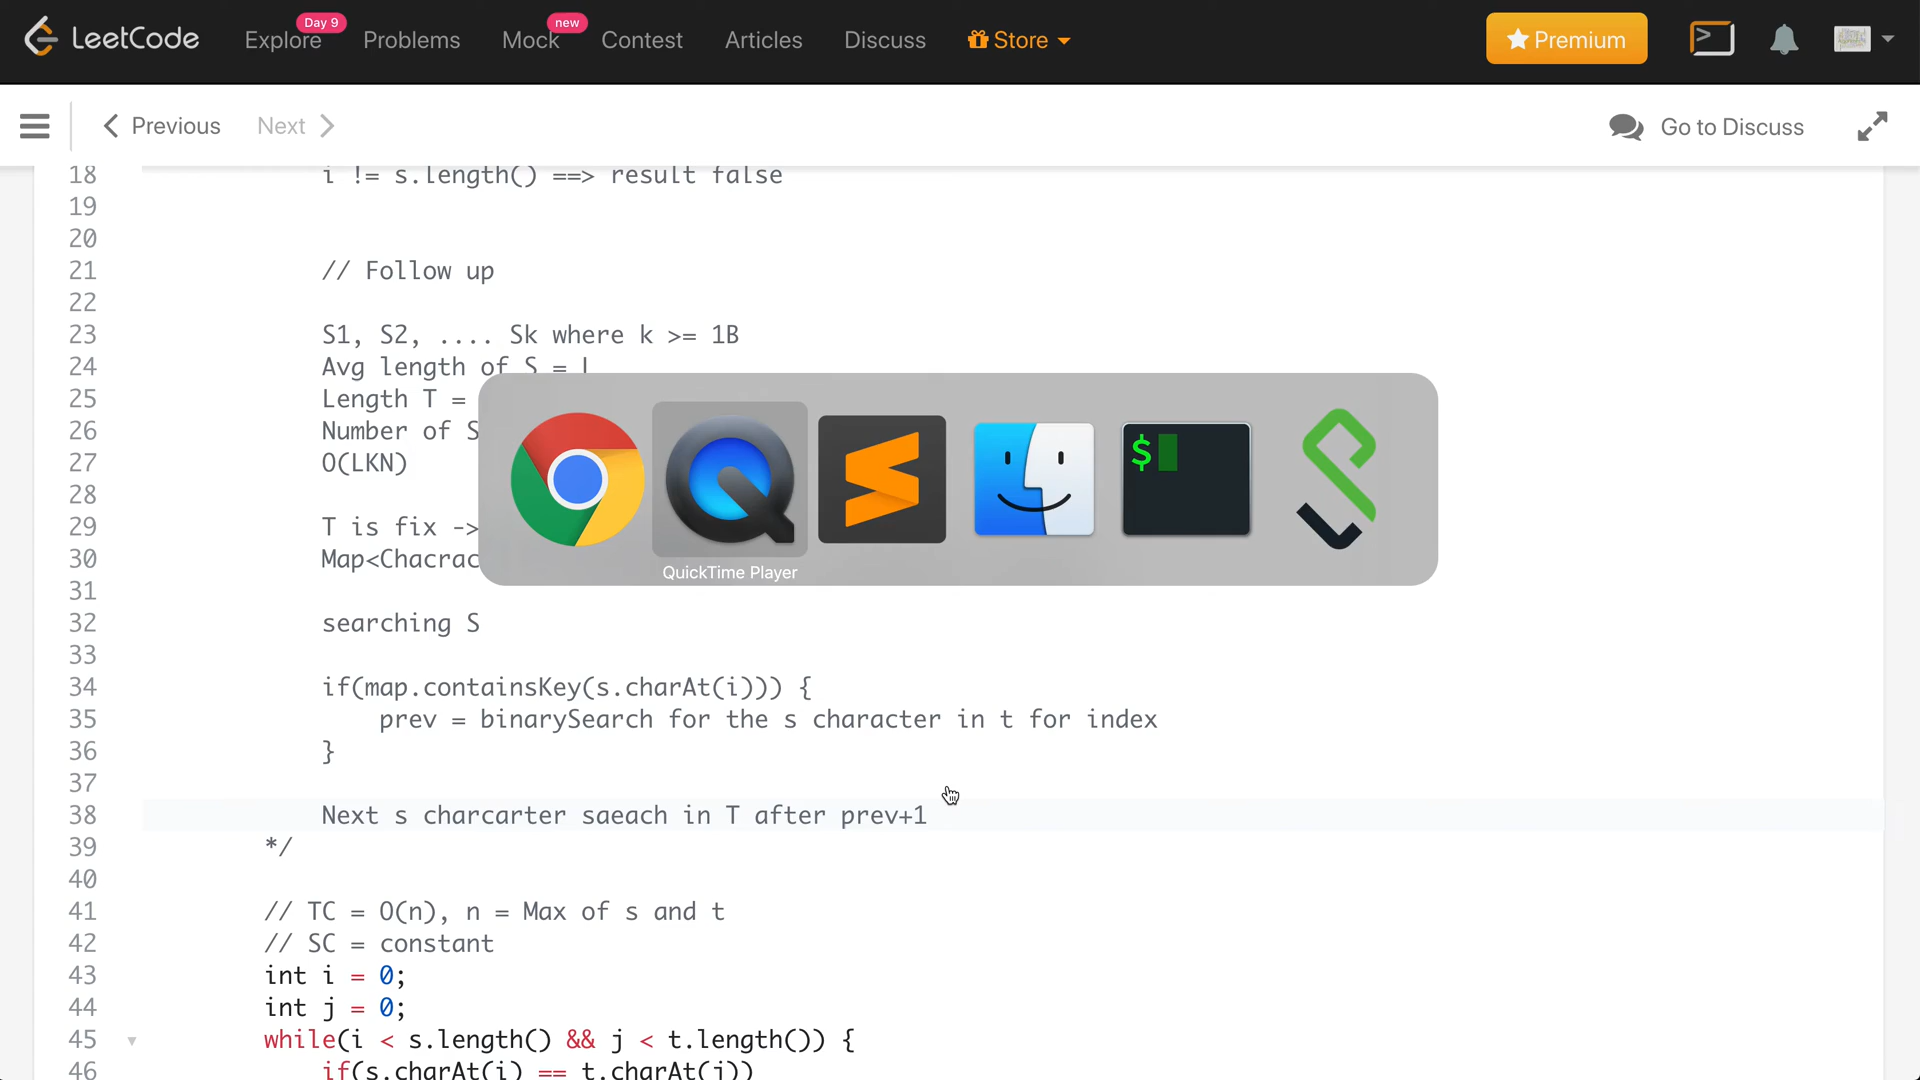 LeetCode
Explore
Day 9
Problems
Mock
new
Contest
Articles
Discuss
Store
Premium
Previous
Next
Go to Discuss
18 i != s.length() ==> result false
19
20
21 // Follow up
22
23 S1, S2, .... Sk where k >= 1B
24 Avg length of S = L
25 Length T =
26 Number of S
27 O(LKN)
28
29 T is fix ->
30 Map<Chacrac
31
32 searching S
33
34 if(map.containsKey(s.charAt(i))) {
35 prev = binarySearch for the s character in t for index
36 }
37
38 Next s charcarter saeach in T after prev+1
39 */
40
41 // TC = O(n), n = Max of s and t
42 // SC = constant
43 int i = 0;
44 int j = 0;
45 while(i < s.length() && j < t.length()) {
46 if(s.charAt(i) == t.charAt(j))
$
QuickTime Player